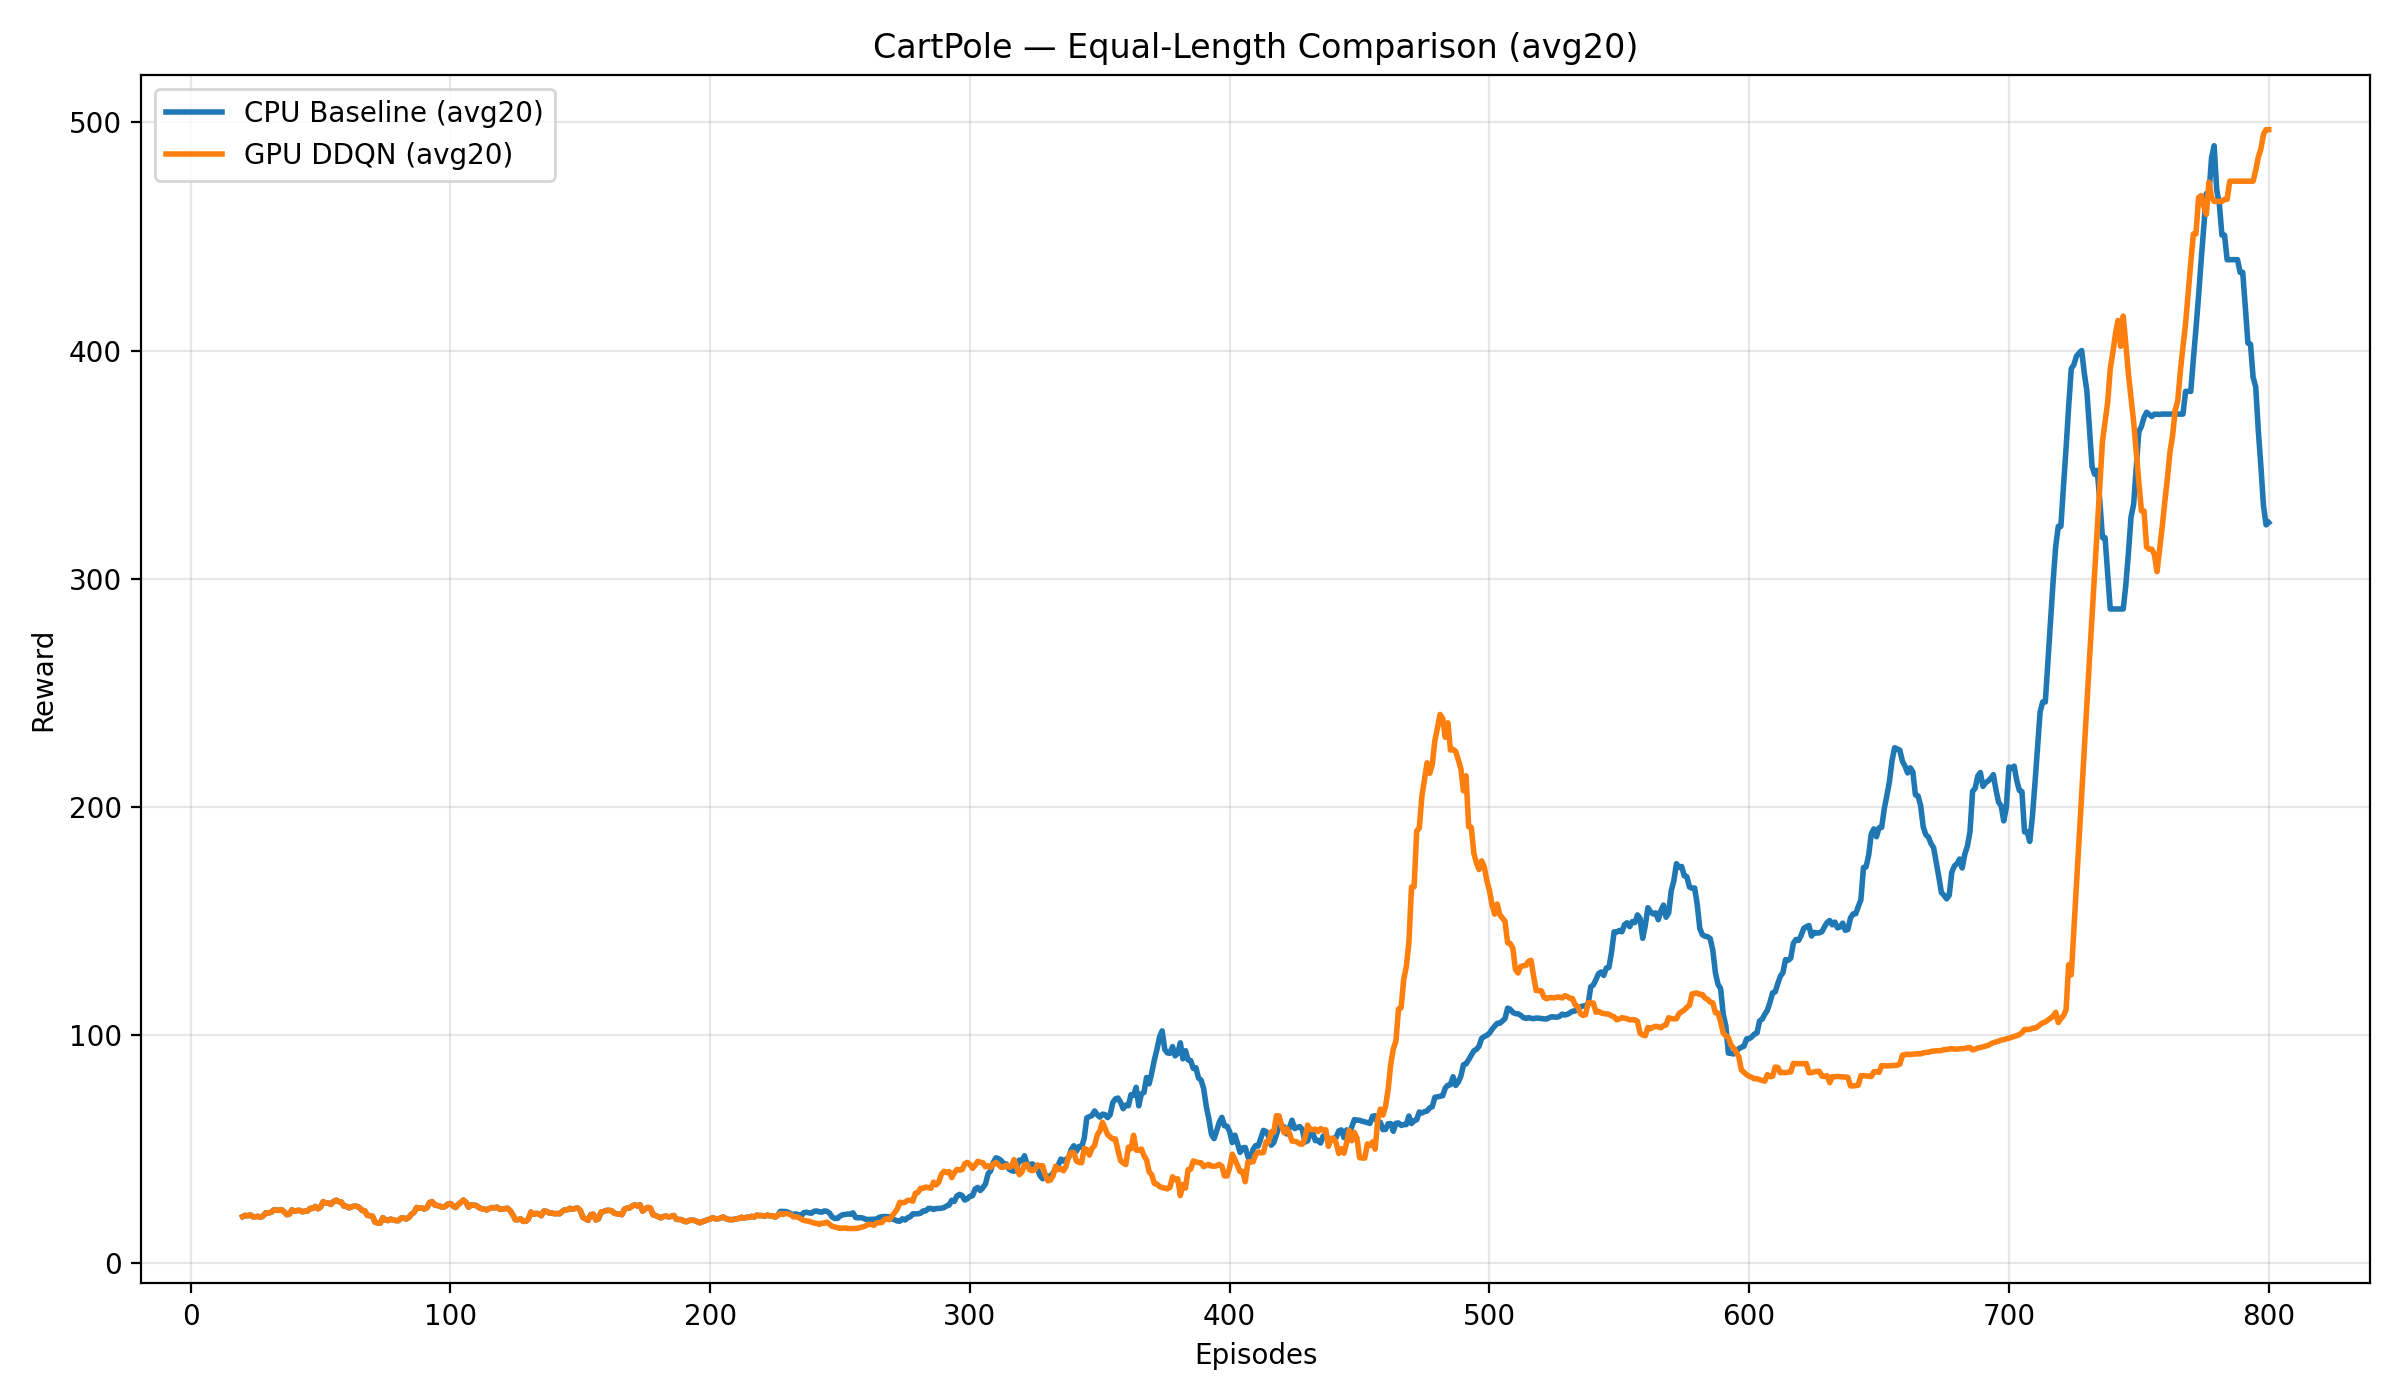 CartPole — Equal-Length Comparison (avg20)
CPU Baseline (avg20)
GPU DDQN (avg20)
500
400
300
200
100
0
Reward
0 100 200 300 400 500 600 700 800
Episodes